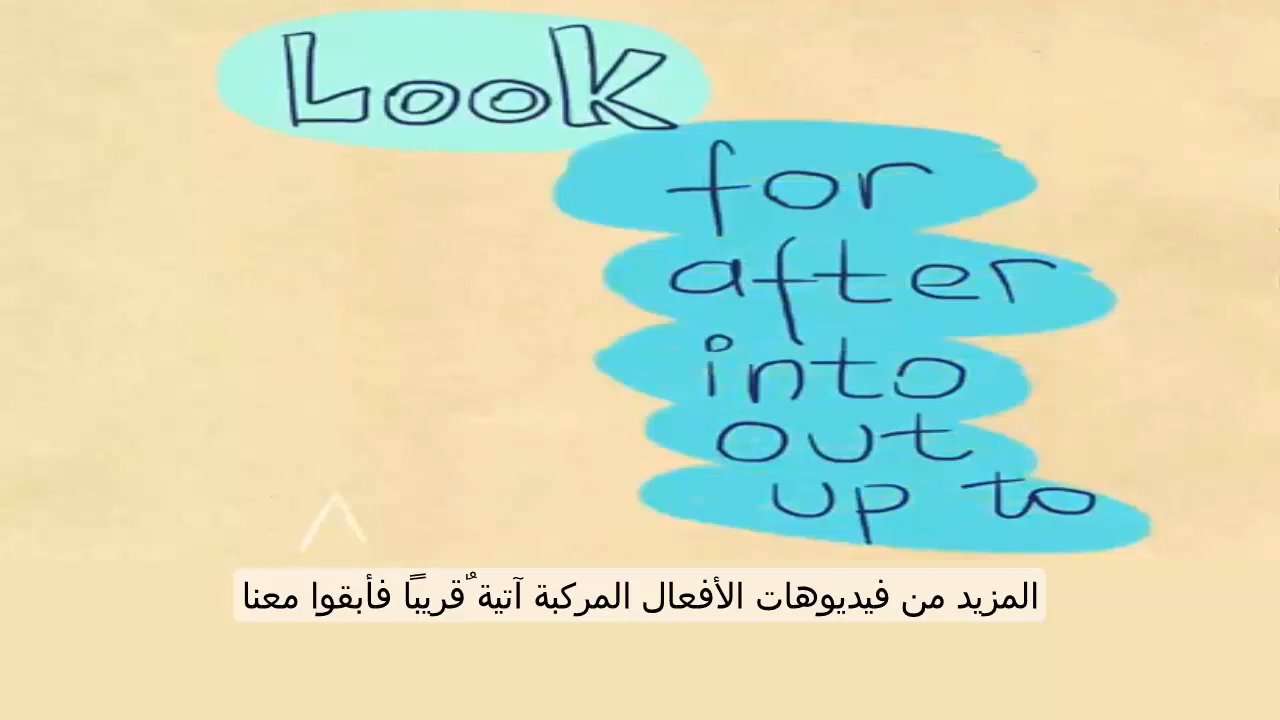 Look
for
after
into
out
up to
المزيد من فيديوهات الأفعال المركبة آتية ٌقريبًا فأبقوا معنا